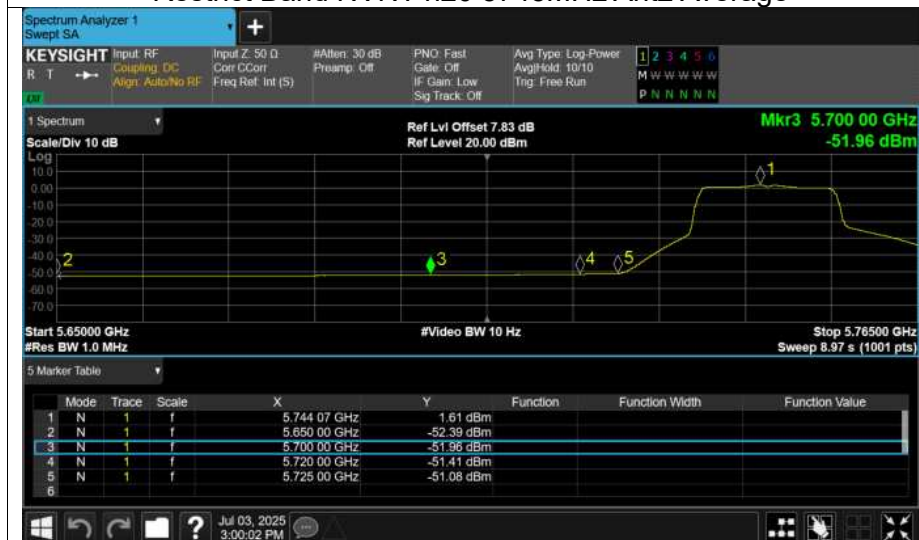 Spectrum Analyzer 1
Swept SA
+
KEYSIGHT
R T
Input: RF
Coupling: DC
Align: Auto/No RF
Input Z: 50 Ω
Corr CCorr
Freq Ref: Int (S)
#Atten: 30 dB
Preamp: Off
PNO: Fast
Gate: Off
IF Gain: Low
Sig Track: Off
Avg Type: Log-Power
Avg|Hold: 10/10
Trig: Free Run
1 2 3 4 5 6
M W W W W W
P N N N N N
1 Spectrum
Scale/Div 10 dB
Ref Lvl Offset 7.83 dB
Ref Level 20.00 dBm
Mkr3 5.700 00 GHz
-51.96 dBm
Log
10.0
0.00
-10.0
-20.0
-30.0
-40.0
-50.0
-60.0
-70.0
1
2
3
4
5
Start 5.65000 GHz
#Video BW 10 Hz
Stop 5.76500 GHz
#Res BW 1.0 MHz
Sweep 8.97 s (1001 pts)
5 Marker Table
Mode Trace Scale X Y Function Function Width Function Value
1 N 1 f 5.744 07 GHz 1.61 dBm
2 N 1 f 5.650 00 GHz -52.39 dBm
3 N 1 f 5.700 00 GHz -51.96 dBm
4 N 1 f 5.720 00 GHz -51.41 dBm
5 N 1 f 5.725 00 GHz -51.08 dBm
6
?
Jul 03, 2025
3:00:02 PM